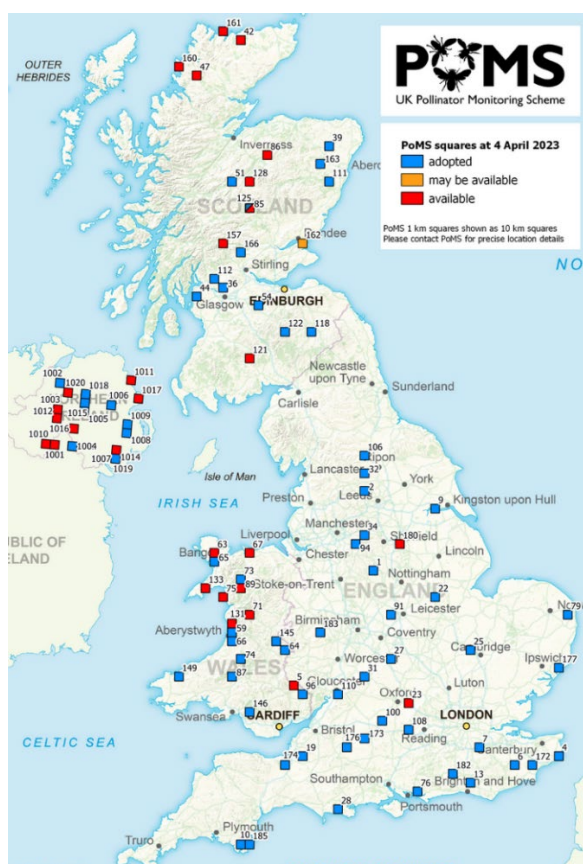 POMS
UK Pollinator Monitoring Scheme
PoMS squares at 4 April 2023
adopted
may be available
available
PoMS 1 km squares shown as 10 km squares
Please contact PoMS for precise location details
161
42
OUTER
HEBRIDES
160
47
Inverness
39
86
163
51
128
111
SCOTLAND
125
85
157
162
Dundee
166
Stirling
112
36
44
Glasgow
54
EDINBURGH
122
118
121
Newcastle
upon Tyne
Sunderland
Carlisle
1002
1020
1018
1011
1003
1006
1017
1012
1015
1005
1009
1016
1008
1010
1004
1001
1007
1014
1019
Isle of Man
106
Lancaster
32
York
Preston
2
Leeds
9
Kingston upon Hull
IRISH SEA
34
Manchester
180
Liverpool
63
67
65
94
Chester
Lincoln
73
1
133
75
89
Stoke-on-Trent
Nottingham
ENGLAND
22
71
131
91
Leicester
79
59
183
Birmingham
Aberystwyth
145
Coventry
66
64
25
WALES
74
Worcester
27
Ipswich
177
149
87
31
5
Gloucester
96
110
Luton
Oxford
23
Swansea
146
CARDIFF
100
LONDON
Bristol
108
Reading
CELTIC SEA
176
173
7
4
174
19
6
172
182
Southampton
13
Brighton and Hove
76
Portsmouth
28
Plymouth
Truro
10
185